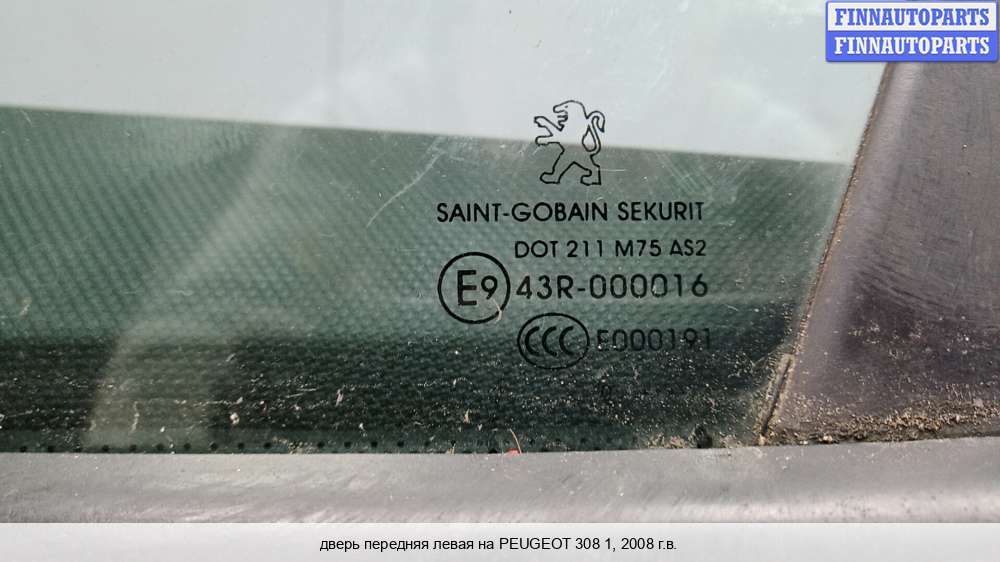 FINNAUTOPARTS
FINNAUTOPARTS
SAINT-GOBAIN SEKURIT
DOT 211 M75 AS2
E9 43R-000016
CCC E000191
дверь передняя левая на PEUGEOT 308 1, 2008 г.в.